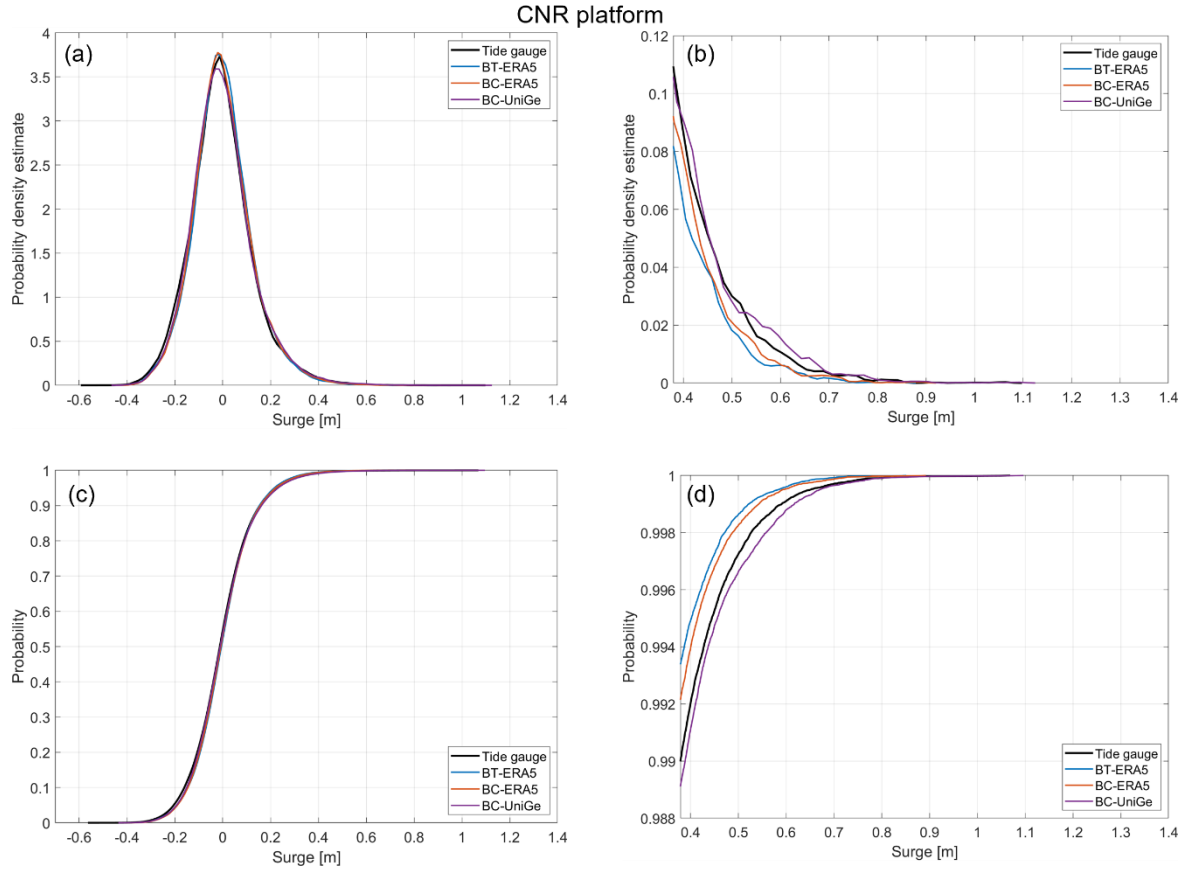 CNR platform
(a)
4
3.5
3
2.5
2
1.5
1
0.5
0
Probability density estimate
-0.6 -0.4 -0.2 0 0.2 0.4 0.6 0.8 1 1.2 1.4
Surge [m]
Tide gauge
BT-ERA5
BC-ERA5
BC-UniGe
(b)
0.12
0.1
0.08
0.06
0.04
0.02
0
Probability density estimate
0.4 0.5 0.6 0.7 0.8 0.9 1 1.1 1.2 1.3 1.4
Surge [m]
Tide gauge
BT-ERA5
BC-ERA5
BC-UniGe
(c)
1
0.9
0.8
0.7
0.6
0.5
0.4
0.3
0.2
0.1
0
Probability
-0.6 -0.4 -0.2 0 0.2 0.4 0.6 0.8 1 1.2 1.4
Surge [m]
Tide gauge
BT-ERA5
BC-ERA5
BC-UniGe
(d)
1
0.998
0.996
0.994
0.992
0.99
0.988
Probability
0.4 0.5 0.6 0.7 0.8 0.9 1 1.1 1.2 1.3 1.4
Surge [m]
Tide gauge
BT-ERA5
BC-ERA5
BC-UniGe